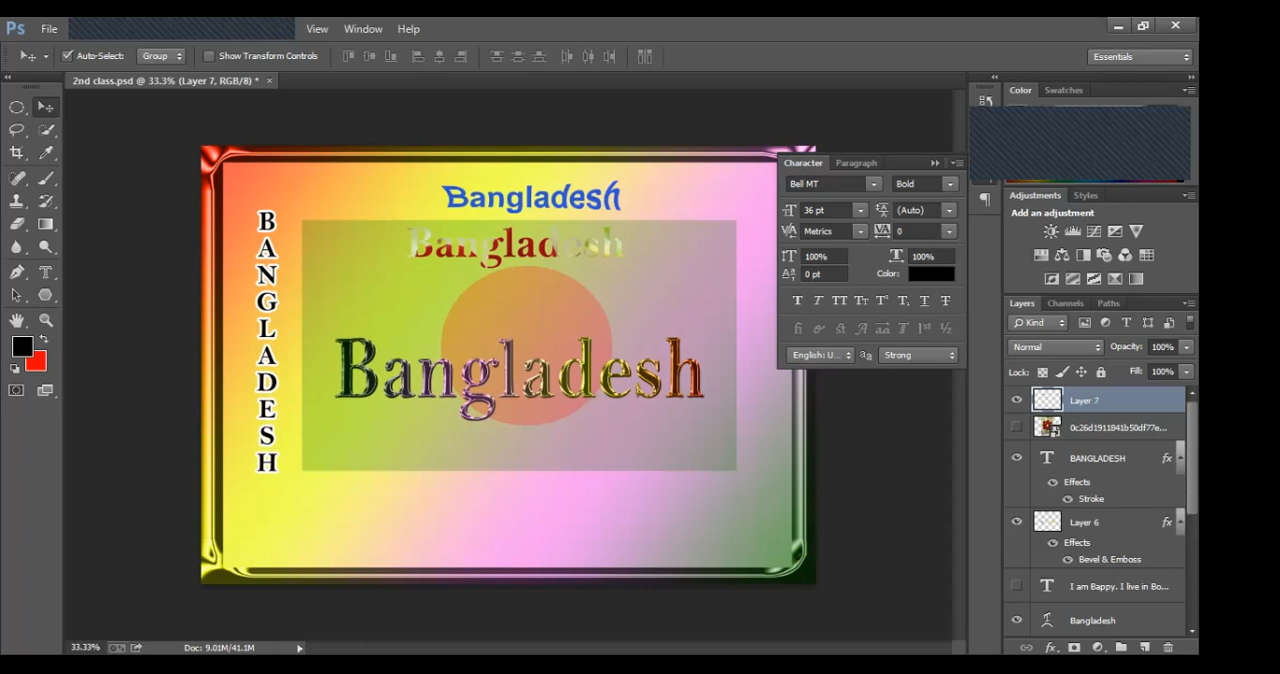 Ps File View Window Help
Auto-Select: Group Show Transform Controls Essentials
2nd class.psd @ 33.3% (Layer 7, RGB/8) * ×
Color Swatches
Character Paragraph
Bell MT Bold
36 pt (Auto)
Metrics 0
100% 100%
0 pt Color:
English: U... aa Strong
Adjustments Styles
Add an adjustment
Layers Channels Paths
Kind
Normal Opacity: 100%
Lock: Fill: 100%
Layer 7
0c26d1911841b50df77e...
BANGLADESH fx
Effects
Stroke
Layer 6 fx
Effects
Bevel & Emboss
I am Bappy. I live in Bo...
Bangladesh
Bangladesh
Bangladesh
Bangladesh
B
A
N
G
L
A
D
E
S
H
33.33% Doc: 9.01M/41.1M